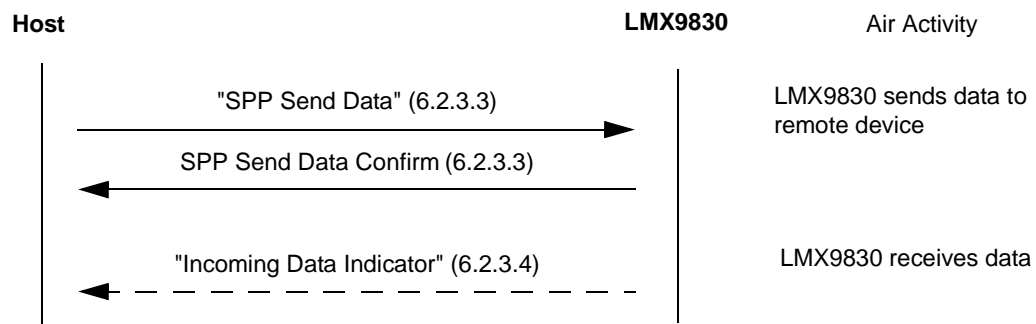 Host
LMX9830
Air Activity
"SPP Send Data" (6.2.3.3)
LMX9830 sends data to
remote device
SPP Send Data Confirm (6.2.3.3)
"Incoming Data Indicator" (6.2.3.4)
LMX9830 receives data